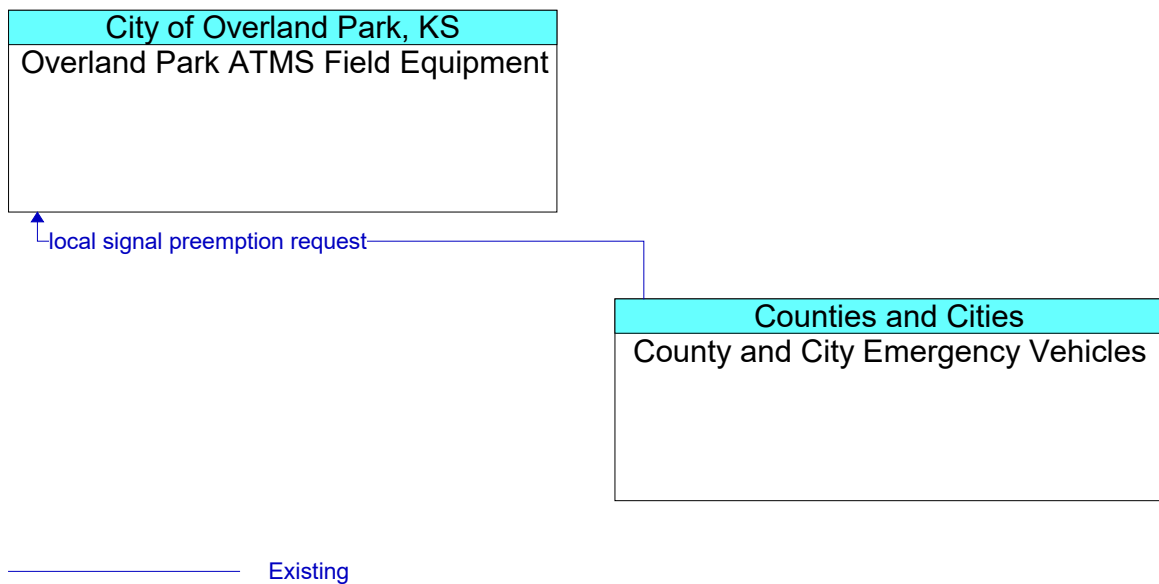 City of Overland Park, KS
Overland Park ATMS Field Equipment
local signal preemption request
Counties and Cities
County and City Emergency Vehicles
Existing